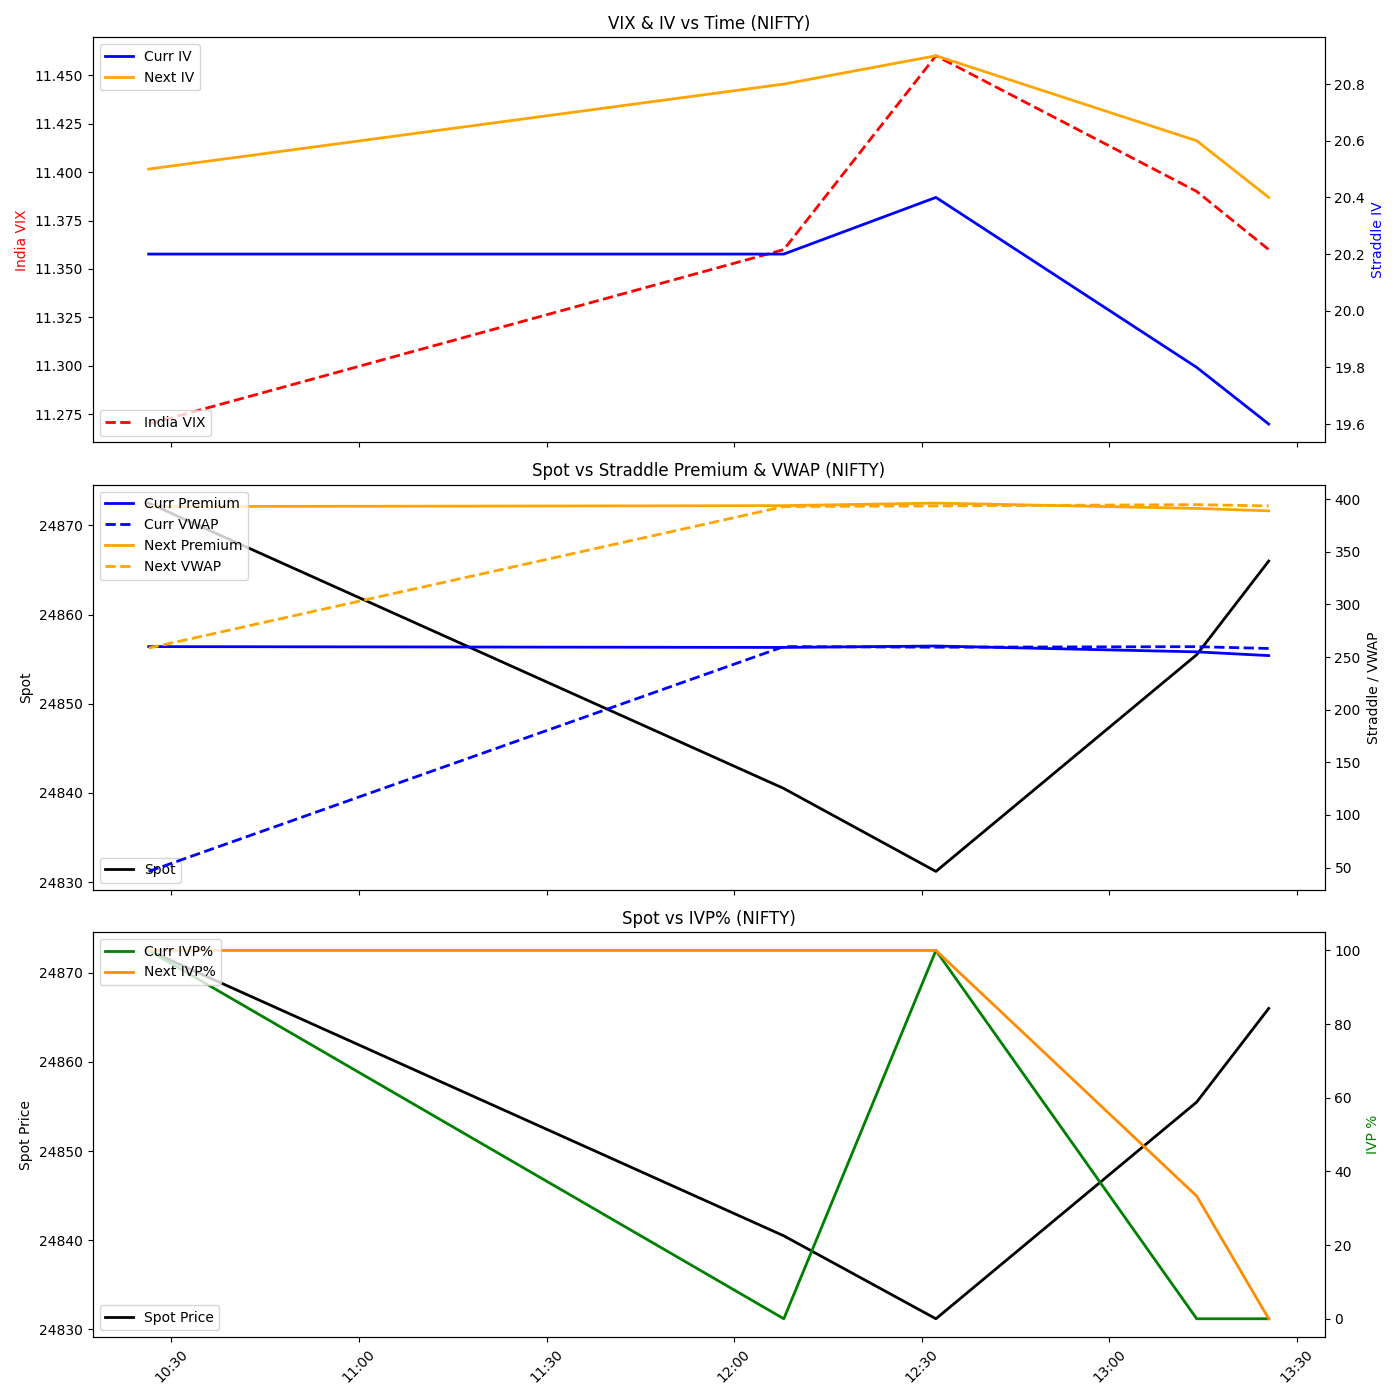 VIX & IV vs Time (NIFTY)
Curr IV
Next IV
India VIX
11.450
11.425
11.400
11.375
11.350
11.325
11.300
11.275
India VIX
20.8
20.6
20.4
20.2
20.0
19.8
19.6
Straddle IV
Spot vs Straddle Premium & VWAP (NIFTY)
Curr Premium
Curr VWAP
Next Premium
Next VWAP
Spot
24870
24860
24850
24840
24830
Spot
400
350
300
250
200
150
100
50
Straddle / VWAP
Spot vs IVP% (NIFTY)
Curr IVP%
Next IVP%
Spot Price
24870
24860
24850
24840
24830
Spot Price
100
80
60
40
20
0
IVP %
10:30
11:00
11:30
12:00
12:30
13:00
13:30